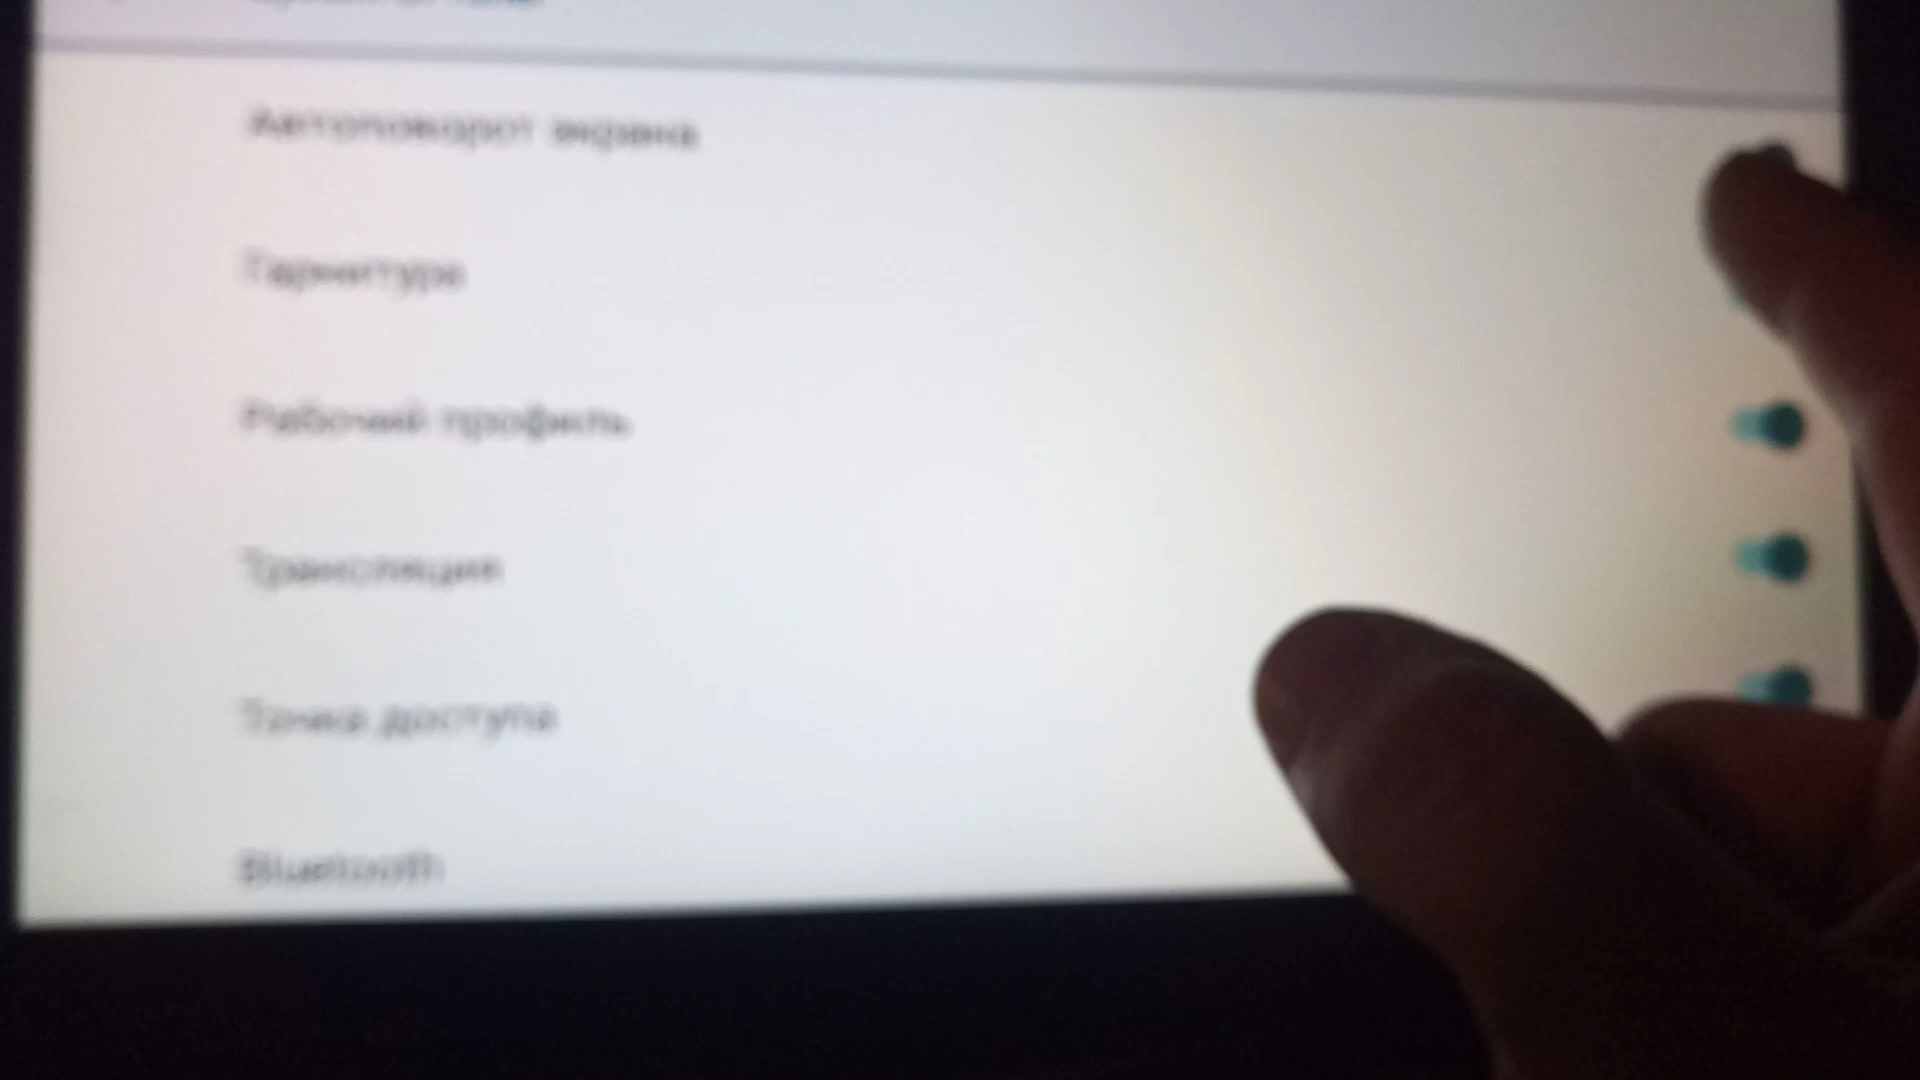 Автоповорот экрана
Гарнитура
Рабочий профиль
Трансляция
Точка доступа
Bluetooth